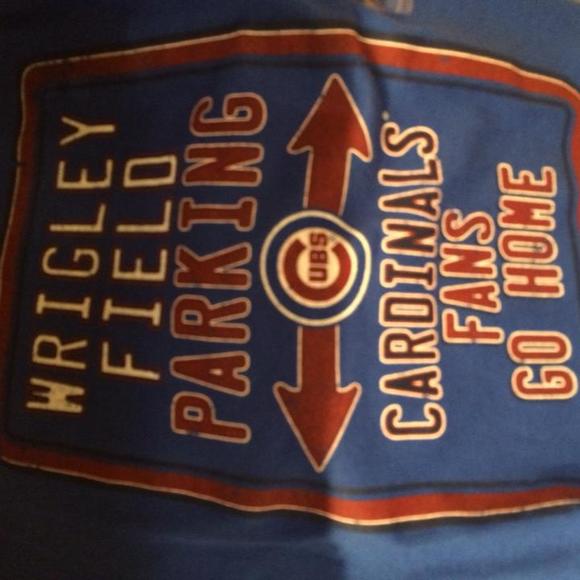 WRIGLEY
FIELD
PARKING
CUBS
CARDINALS
FANS
GO HOME